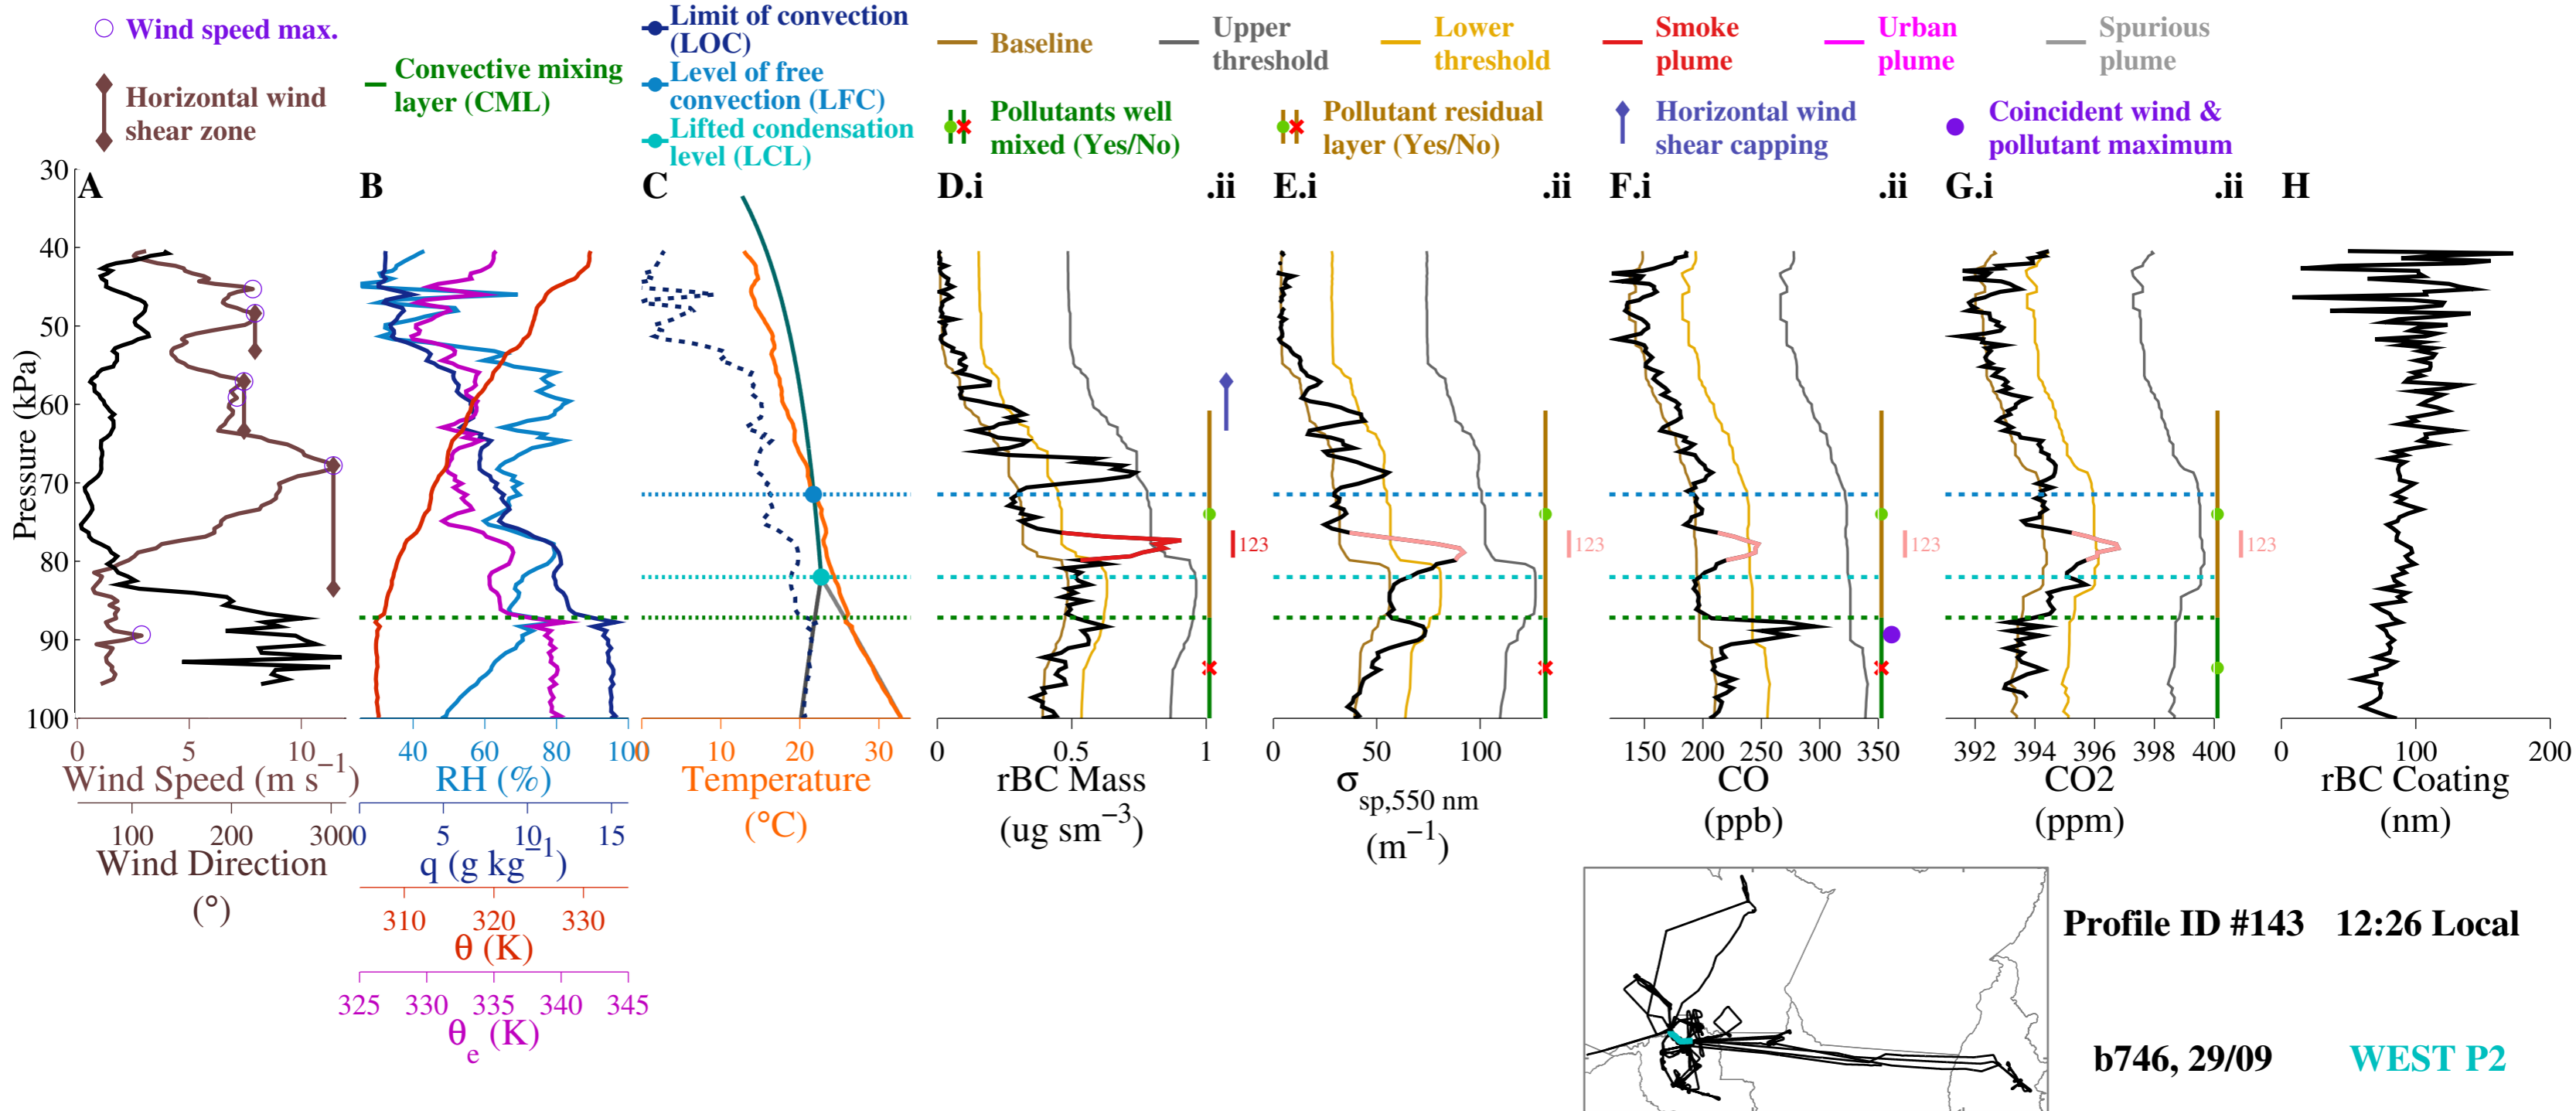 Wind speed max.
Horizontal wind
shear zone
Convective mixing
layer (CML)
Limit of convection
(LOC)
Level of free
convection (LFC)
Lifted condensation
level (LCL)
Baseline
Upper
threshold
Lower
threshold
Smoke
plume
Urban
plume
Spurious
plume
Pollutants well
mixed (Yes/No)
Pollutant residual
layer (Yes/No)
Horizontal wind
shear capping
Coincident wind &
pollutant maximum
A B C D.i .ii E.i .ii F.i .ii G.i .ii H
Pressure (kPa)
30
40
50
60
70
80
90
100
123 123 123 123
0 5 10
Wind Speed (m s−1)
100 200 300
Wind Direction
(°)
40 60 80 100
RH (%)
0 5 10 15
q (g kg−1)
310 320 330
θ (K)
325 330 335 340 345
θe (K)
0 10 20 30
Temperature
(°C)
0 0.5 1
rBC Mass
(ug sm−3)
0 50 100
σsp,550 nm
(m−1)
150 200 250 300 350
CO
(ppb)
392 394 396 398 400
CO2
(ppm)
0 100 200
rBC Coating
(nm)
Profile ID #143 12:26 Local
b746, 29/09 WEST P2